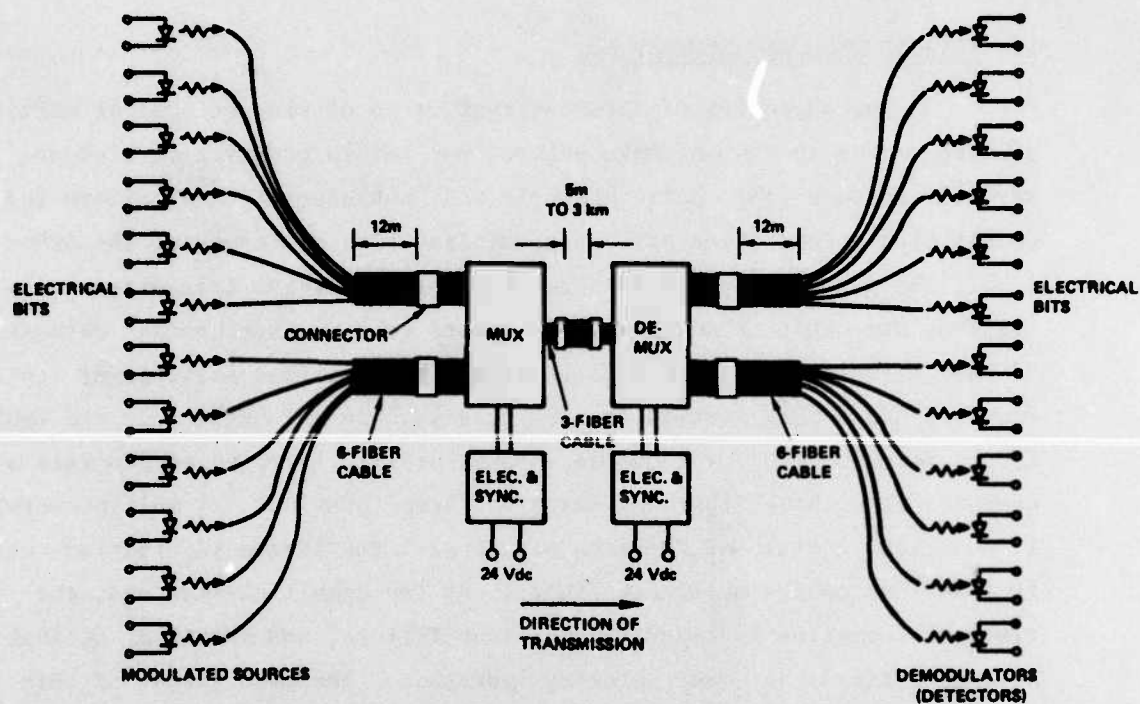 5m
TO 3 km
12m
12m
ELECTRICAL
BITS
ELECTRICAL
BITS
CONNECTOR
MUX
DE-
MUX
3-FIBER
CABLE
6-FIBER
CABLE
6-FIBER
CABLE
ELEC. &
SYNC.
ELEC. &
SYNC.
24 Vdc
24 Vdc
DIRECTION OF
TRANSMISSION
MODULATED SOURCES
DEMODULATORS
(DETECTORS)